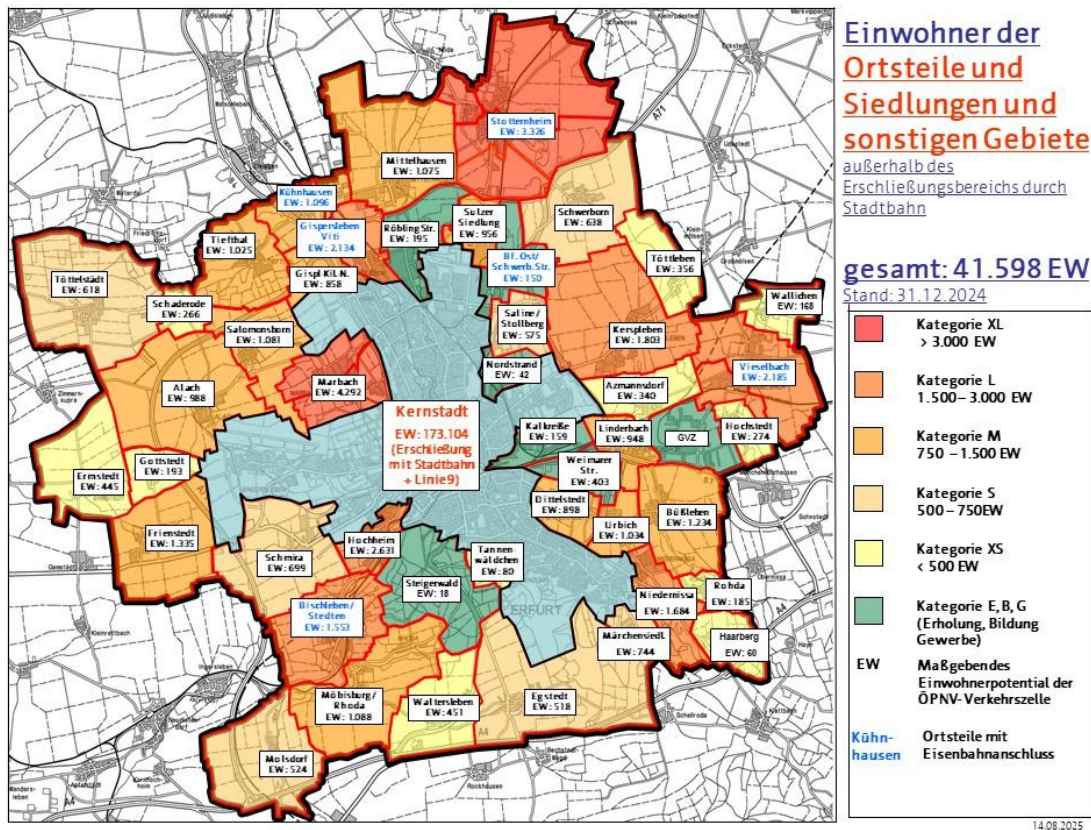 Einwohner der
Ortsteile und
Siedlungen und
sonstigen Gebiete
außerhalb des
Erschließungsbereichs durch
Stadtbahn
gesamt: 41.598 EW
Stand: 31.12.2024
Kategorie XL
> 3.000 EW
Kategorie L
1.500– 3.000 EW
Kategorie M
750 –1.500 EW
Kategorie S
500 – 750EW
Kategorie XS
< 500 EW
Kategorie E, B, G
(Erholung, Bildung
Gewerbe)
EW
Maßgebendes
Einwohnerpotential der
ÖPNV-Verkehrszelle
Kühn-
hausen
Ortsteile mit
Eisenbahnanschluss
14.08.2025
Stotternheim
EW: 3.326
Mittelhausen
EW: 1.075
Kühnhausen
EW: 1.096
Gispersleben
Viti
EW: 2.134
Röbling Str.
EW: 195
Sulzer
Siedlung
EW: 956
Schwerborn
EW: 638
Tiefthal
EW: 1.025
Bf. Ost/
Schwerb.Str.
EW: 150
Töttleben
EW: 356
Töttelstädt
EW: 618
Gispl Kil. N.
EW: 858
Schaderode
EW: 266
Wallichen
EW: 168
Saline/
Stollberg
EW: 575
Kerspleben
EW: 1.803
Salomonsborn
EW: 1.081
Nordstrand
EW: 42
Vieselbach
EW: 2.185
Marbach
EW: 4.292
Alach
EW: 988
Azmannsdorf
EW: 340
Kernstadt
EW: 173.104
(Erschließung
mit Stadtbahn
+ Linie9)
Kalkreiße
EW: 159
Linderbach
EW: 948
GVZ
Hochstedt
EW: 274
Gottstedt
EW: 193
Ermstedt
EW: 445
Weimarer
Str.
EW: 403
Dittelstedt
EW: 898
Büßleben
EW: 1.234
Frienstedt
EW: 1.335
Urbich
EW: 1.034
Hochheim
EW: 2.631
Schmira
EW: 699
Tannen-
wäldchen
EW: 80
Steigerwald
EW: 18
Niedernissa
EW: 1.684
Rohda
EW: 185
Bischleben/
Stedten
EW: 1.553
ERFURT
Märchensiedl.
EW: 744
Haarberg
EW: 60
Möbisburg/
Rhoda
EW: 1.088
Waltersleben
EW: 451
Egstedt
EW: 518
Molsdorf
EW: 524
A71
A4
A4